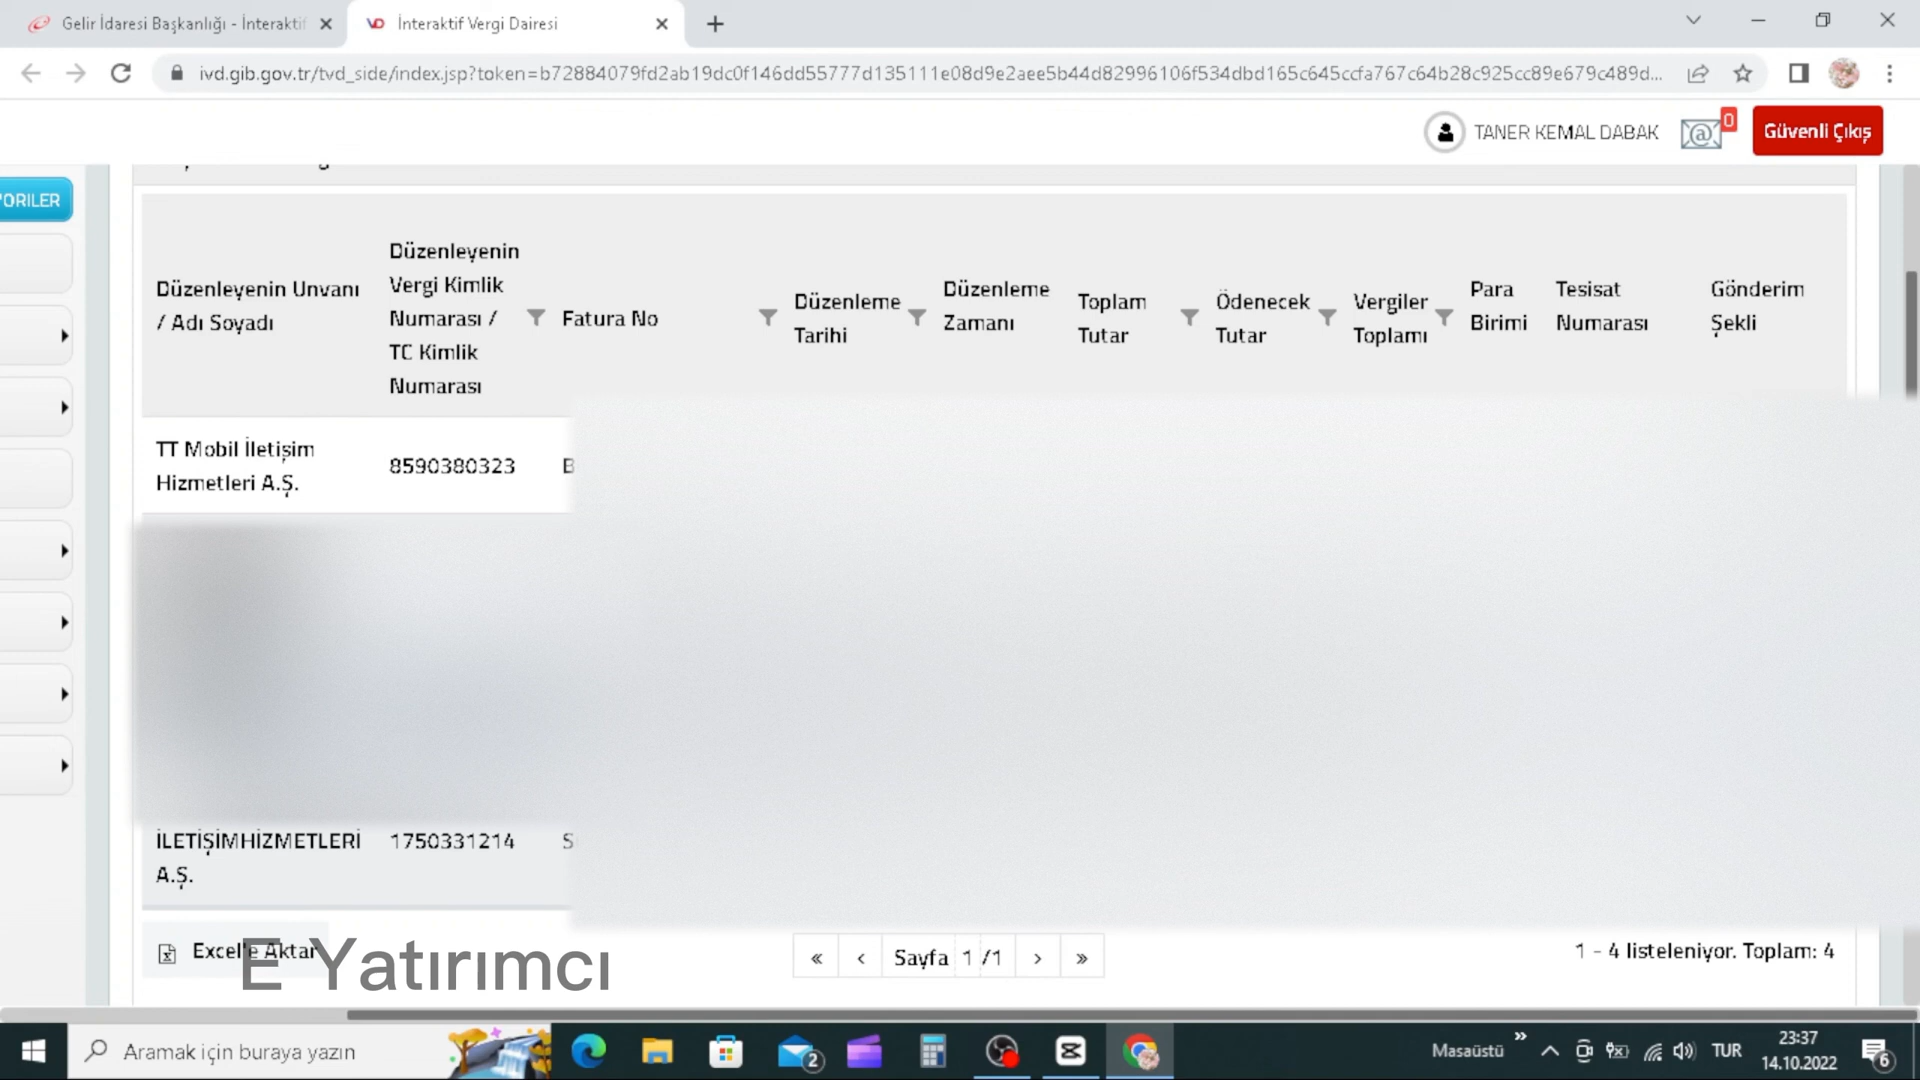 Gelir İdaresi Başkanlığı - İnteraktif
İnteraktif Vergi Dairesi
ivd.gib.gov.tr/tvd_side/index.jsp?token=b72884079fd2ab19dc0f146dd55777d135111e08d9e2aee5b44d82996106f534dbd165c645ccfa767c64b28c925cc89e679c489d...
TANER KEMAL DABAK
0
Güvenli Çıkış
ORILER
Düzenleyenin Unvanı
/ Adı Soyadı
Düzenleyenin
Vergi Kimlik
Numarası /
TC Kimlik
Numarası
Fatura No
Düzenleme
Tarihi
Düzenleme
Zamanı
Toplam
Tutar
Ödenecek
Tutar
Vergiler
Toplamı
Para
Birimi
Tesisat
Numarası
Gönderim
Şekli
TT Mobil İletişim
Hizmetleri A.Ş.
8590380323
B
İLETİŞİMHİZMETLERİ
A.Ş.
1750331214
S
Excel'e Aktar
E Yatırımcı
« ‹ Sayfa 1 /1 › »
1 - 4 listeleniyor. Toplam: 4
Aramak için buraya yazın
2
Masaüstü
TUR
23:37
14.10.2022
6